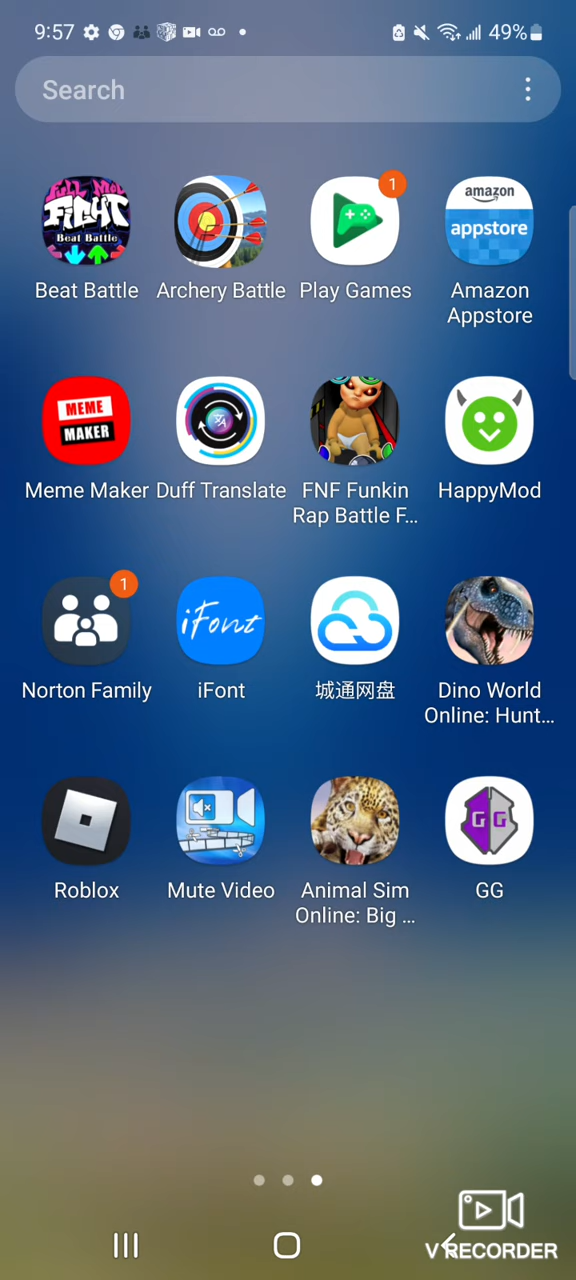 9:57
49%
Search
FULL MOD
FIGHT
Beat Battle
1
amazon
appstore
Beat Battle
Archery Battle
Play Games
Amazon
Appstore
MEME
MAKER
Meme Maker
Duff Translate
FNF Funkin
Rap Battle F...
HappyMod
1
iFont
Norton Family
iFont
城通网盘
Dino World
Online: Hunt...
GG
Roblox
Mute Video
Animal Sim
Online: Big ...
GG
V RECORDER